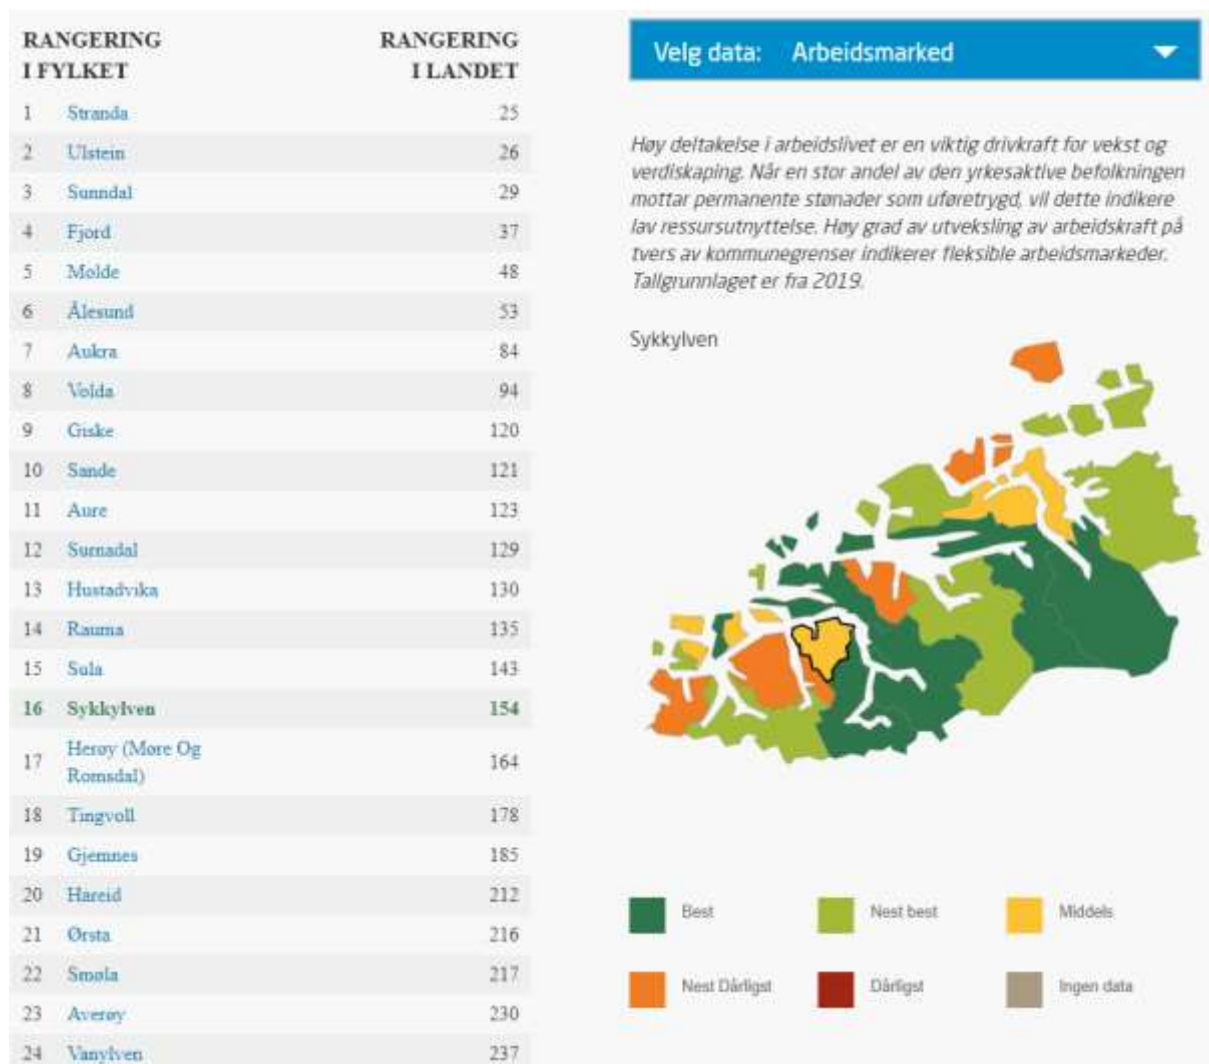 RANGERING
I FYLKET
RANGERING
I LANDET
1 Stranda 25
2 Ulstein 26
3 Sunndal 29
4 Fjord 37
5 Molde 48
6 Ålesund 53
7 Aukra 84
8 Volda 94
9 Giske 120
10 Sande 121
11 Aure 123
12 Surnadal 129
13 Hustadvika 130
14 Rauma 135
15 Sula 143
16 Sykkylven 154
17 Herøy (Møre Og
Romsdal) 164
18 Tingvoll 178
19 Gjemnes 185
20 Hareid 212
21 Ørsta 216
22 Smøla 217
23 Averøy 230
24 Vanylven 237
Velg data: Arbeidsmarked
Høy deltakelse i arbeidslivet er en viktig drivkraft for vekst og
verdiskaping. Når en stor andel av den yrkesaktive befolkningen
mottar permanente stønader som uføretrygd, vil dette indikere
lav ressursutnyttelse. Høy grad av utveksling av arbeidskraft på
tvers av kommunegrenser indikerer fleksible arbeidsmarkeder.
Tallgrunnlaget er fra 2019.
Sykkylven
Best
Nest best
Middels
Nest Dårligst
Dårligst
Ingen data